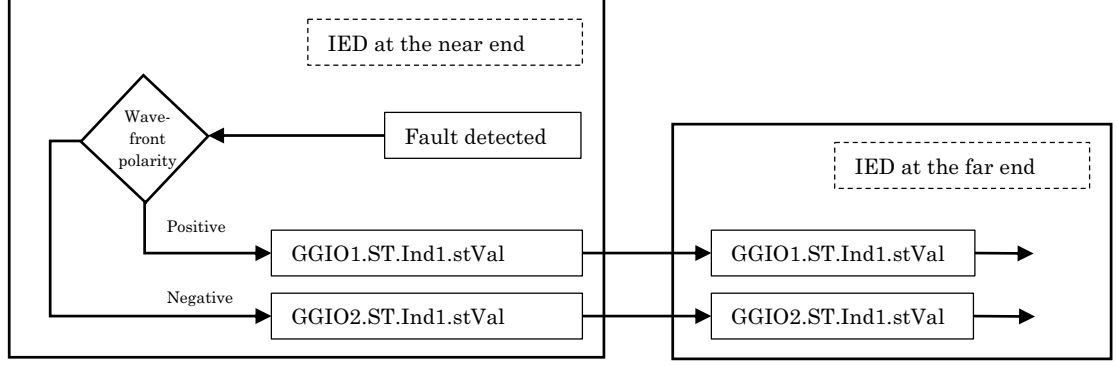 IED at the near end
Wave-
front
polarity
Fault detected
IED at the far end
Positive
GGIO1.ST.Ind1.stVal
GGIO1.ST.Ind1.stVal
Negative
GGIO2.ST.Ind1.stVal
GGIO2.ST.Ind1.stVal